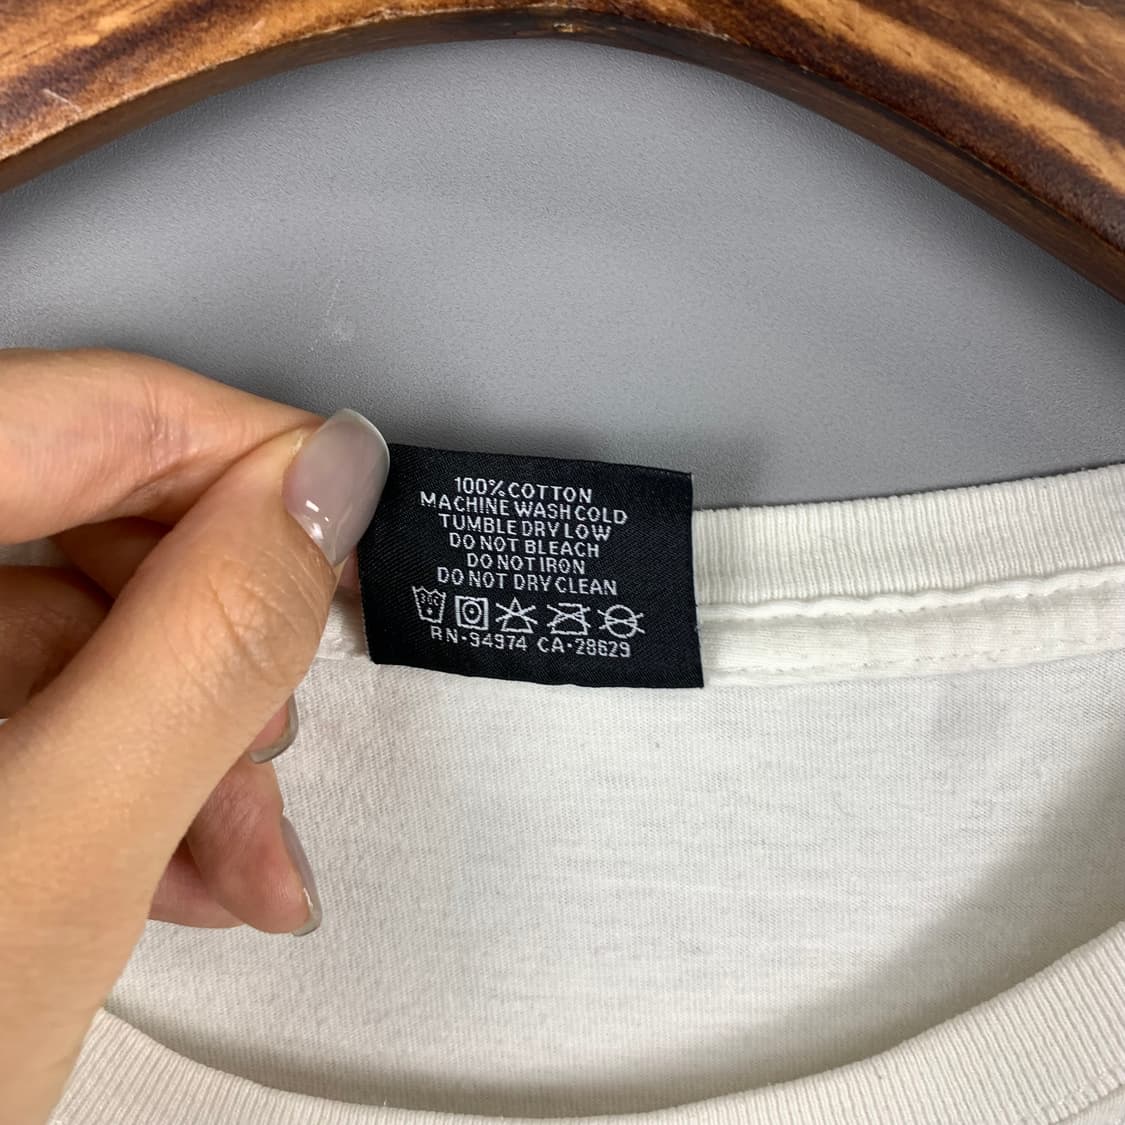 100% COTTON
MACHINE WASH COLD
TUMBLE DRY LOW
DO NOT BLEACH
DO NOT IRON
DO NOT DRY CLEAN
30C
RN-94974 CA-28629